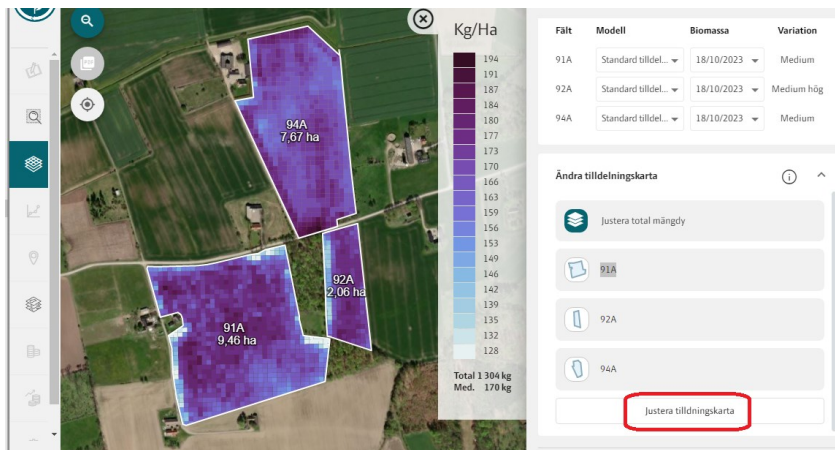 Kg/Ha
194
191
187
184
180
177
173
170
166
163
159
156
153
149
146
142
139
135
132
128
Total 1 304 kg
Med. 170 kg
94A
7,67 ha
92A
2,06 ha
91A
9,46 ha
Fält Modell Biomassa Variation
91A Standard tilldel... 18/10/2023 Medium
92A Standard tilldel... 18/10/2023 Medium hög
94A Standard tilldel... 18/10/2023 Medium
Ändra tilldelningskarta
Justera total mängdy
91A
92A
94A
Justera tilldningskarta